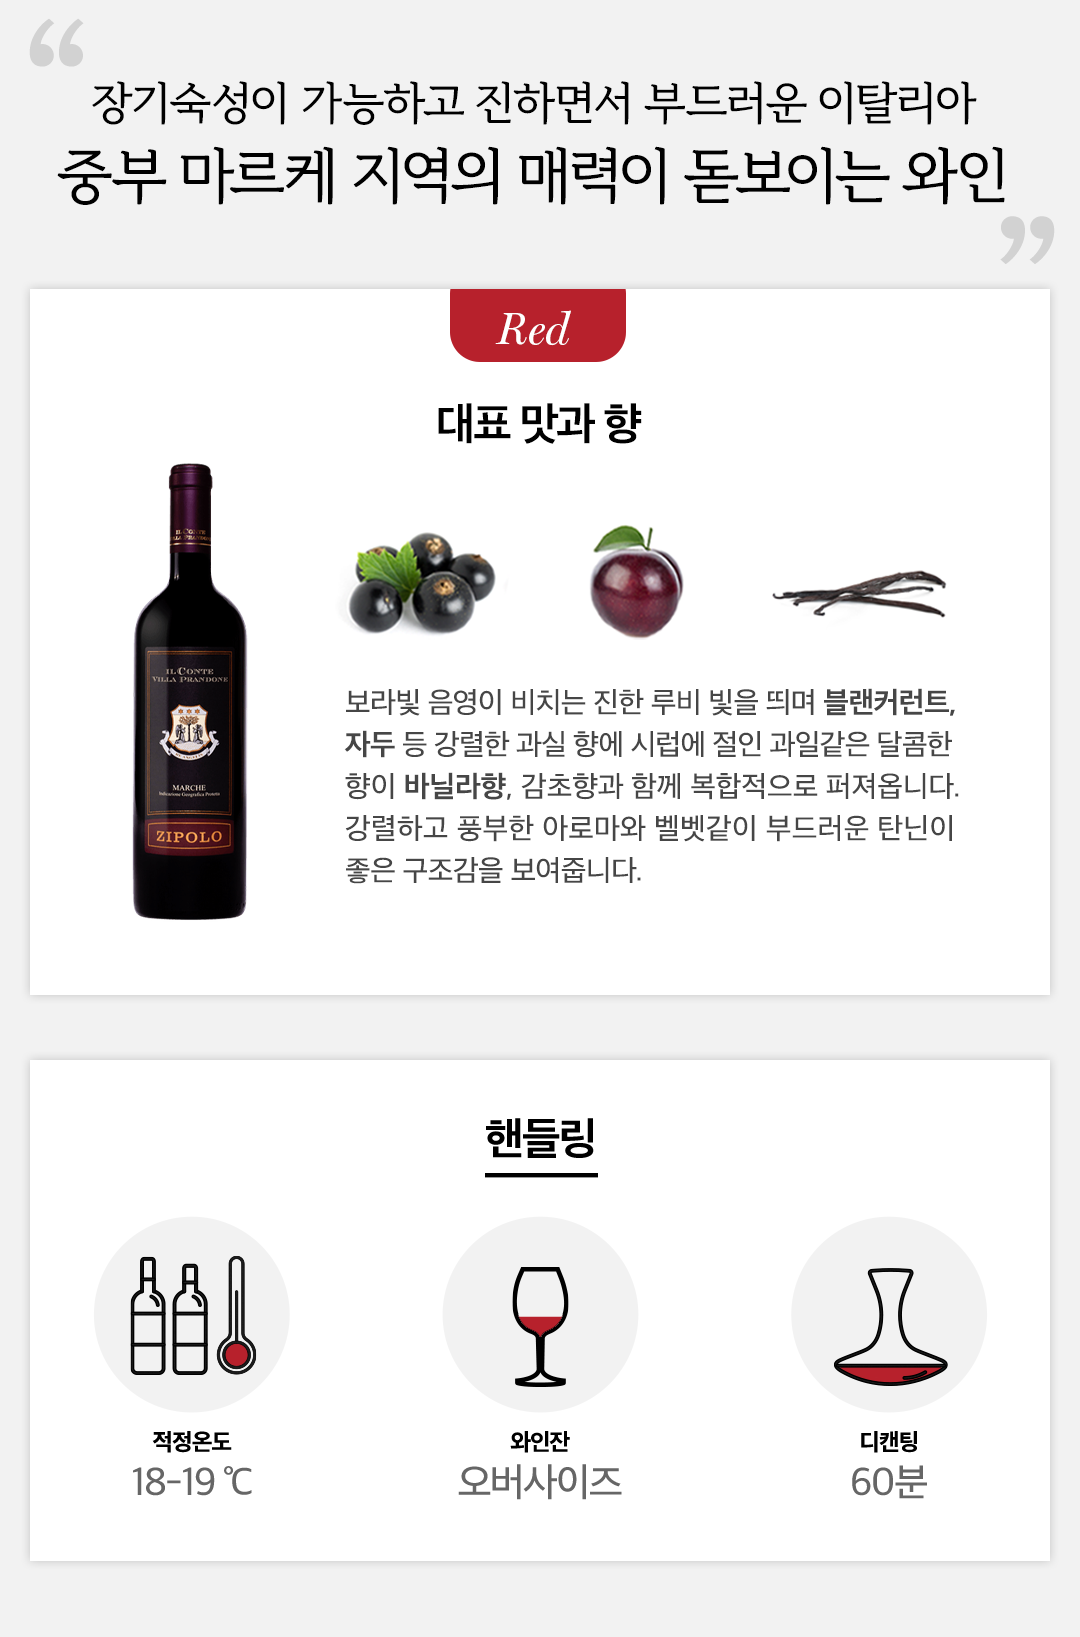 “
장기숙성이 가능하고 진하면서 부드러운 이탈리아
중부 마르케 지역의 매력이 돋보이는 와인
”
Red
대표 맛과 향
IL CONTE
VILLA PRANDONE
IL CONTE
VILLA PRANDONE
MARCHE
Indicazione Geografica Protetta
ZIPOLO
보라빛 음영이 비치는 진한 루비 빛을 띄며 블랜커런트,
자두 등 강렬한 과실 향에 시럽에 절인 과일같은 달콤한
향이 바닐라향, 감초향과 함께 복합적으로 퍼져옵니다.
강렬하고 풍부한 아로마와 벨벳같이 부드러운 탄닌이
좋은 구조감을 보여줍니다.
핸들링
적정온도
18-19 ℃
와인잔
오버사이즈
디캔팅
60분